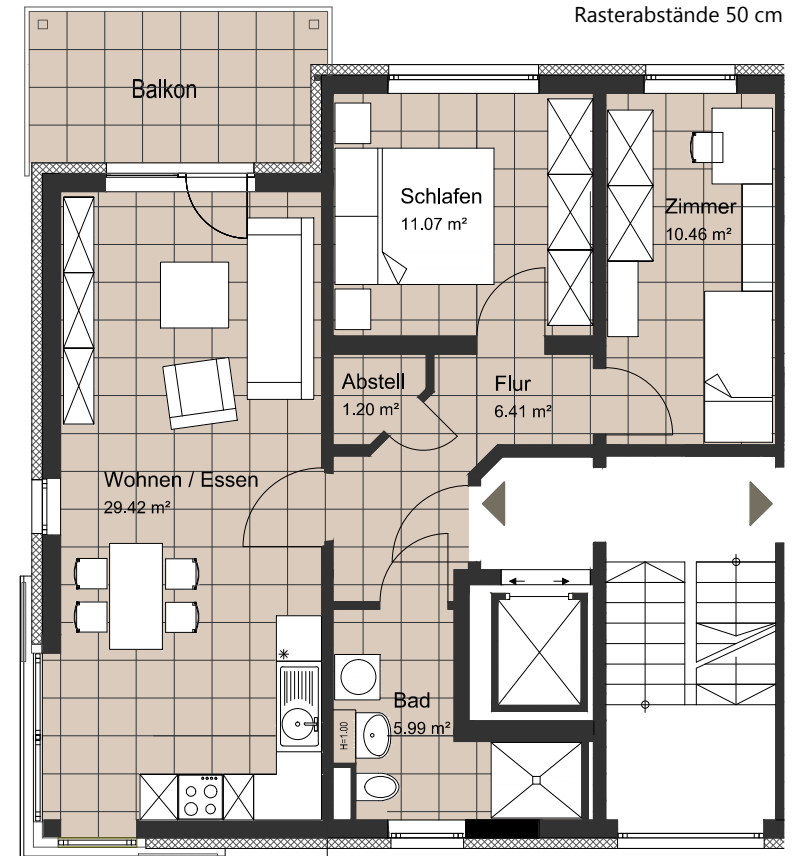 Rasterabstände 50 cm
Balkon
Schlafen
11.07 m²
Zimmer
10.46 m²
Abstell
1.20 m²
Flur
6.41 m²
Wohnen / Essen
29.42 m²
Bad
5.99 m²
H=1.00